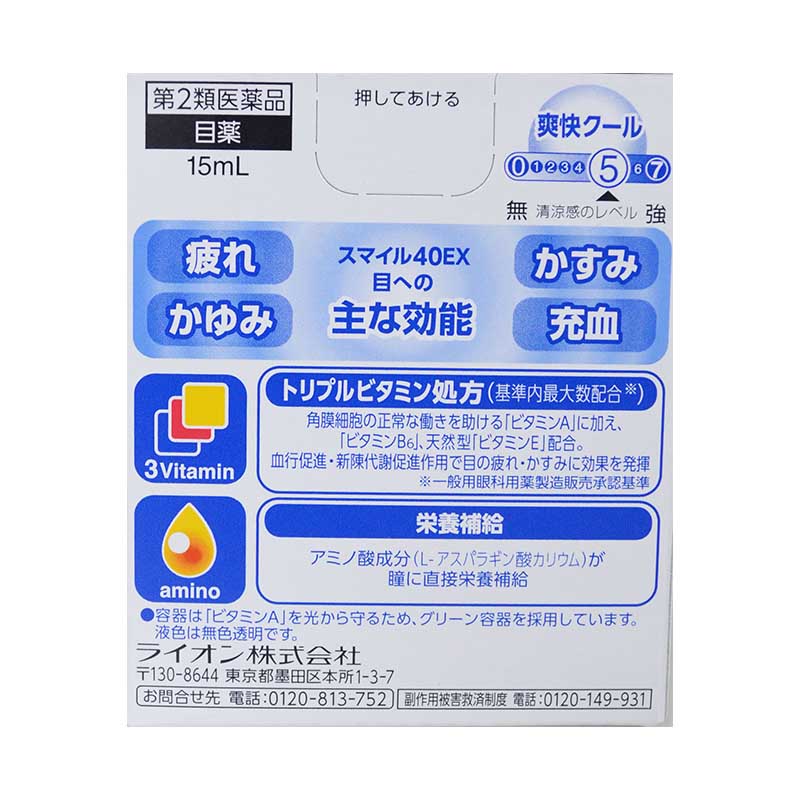 第2類医薬品
目薬
15mL
押してあける
爽快クール
0 1 2 3 4 5 6 7
無 清涼感のレベル 強
疲れ
かゆみ
スマイル40EX
目への
主な効能
かすみ
充血
3Vitamin
トリプルビタミン処方(基準内最大数配合※)
角膜細胞の正常な働きを助ける「ビタミンA」に加え、
「ビタミンB6」、天然型「ビタミンE」配合。
血行促進・新陳代謝促進作用で目の疲れ・かすみに効果を発揮
※一般用眼科用薬製造販売承認基準
amino
栄養補給
アミノ酸成分(L-アスパラギン酸カリウム)が
瞳に直接栄養補給
●容器は「ビタミンA」を光から守るため、グリーン容器を採用しています。
液色は無色透明です。
ライオン株式会社
〒130-8644 東京都墨田区本所1-3-7
お問合せ先 電話:0120-813-752
副作用被害救済制度 電話:0120-149-931